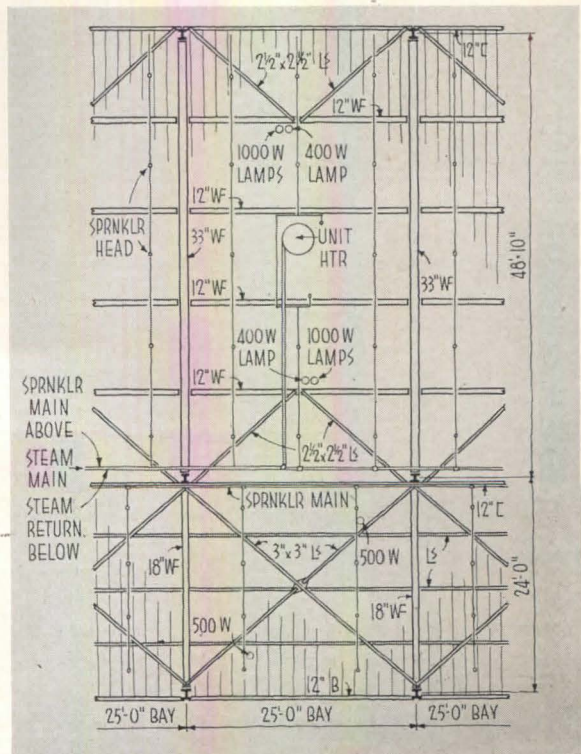 12"[
2½" x 2½" Ls
12" WF
1000 W
LAMPS
400 W
LAMP
12" WF
SPRNKLR
HEAD
33" WF
UNIT
HTR
33" WF
48'-10"
12" WF
400 W
LAMP
1000 W
LAMPS
12" WF
SPRNKLR
MAIN
ABOVE
STEAM
MAIN
STEAM
RETURN
BELOW
2½" x 2½" Ls
SPRNKLR MAIN
12" [
18" WF
3" x 3" Ls
500 W
Ls
24'-0"
18" WF
500 W
12" B
25'-0" BAY
25'-0" BAY
25'-0" BAY